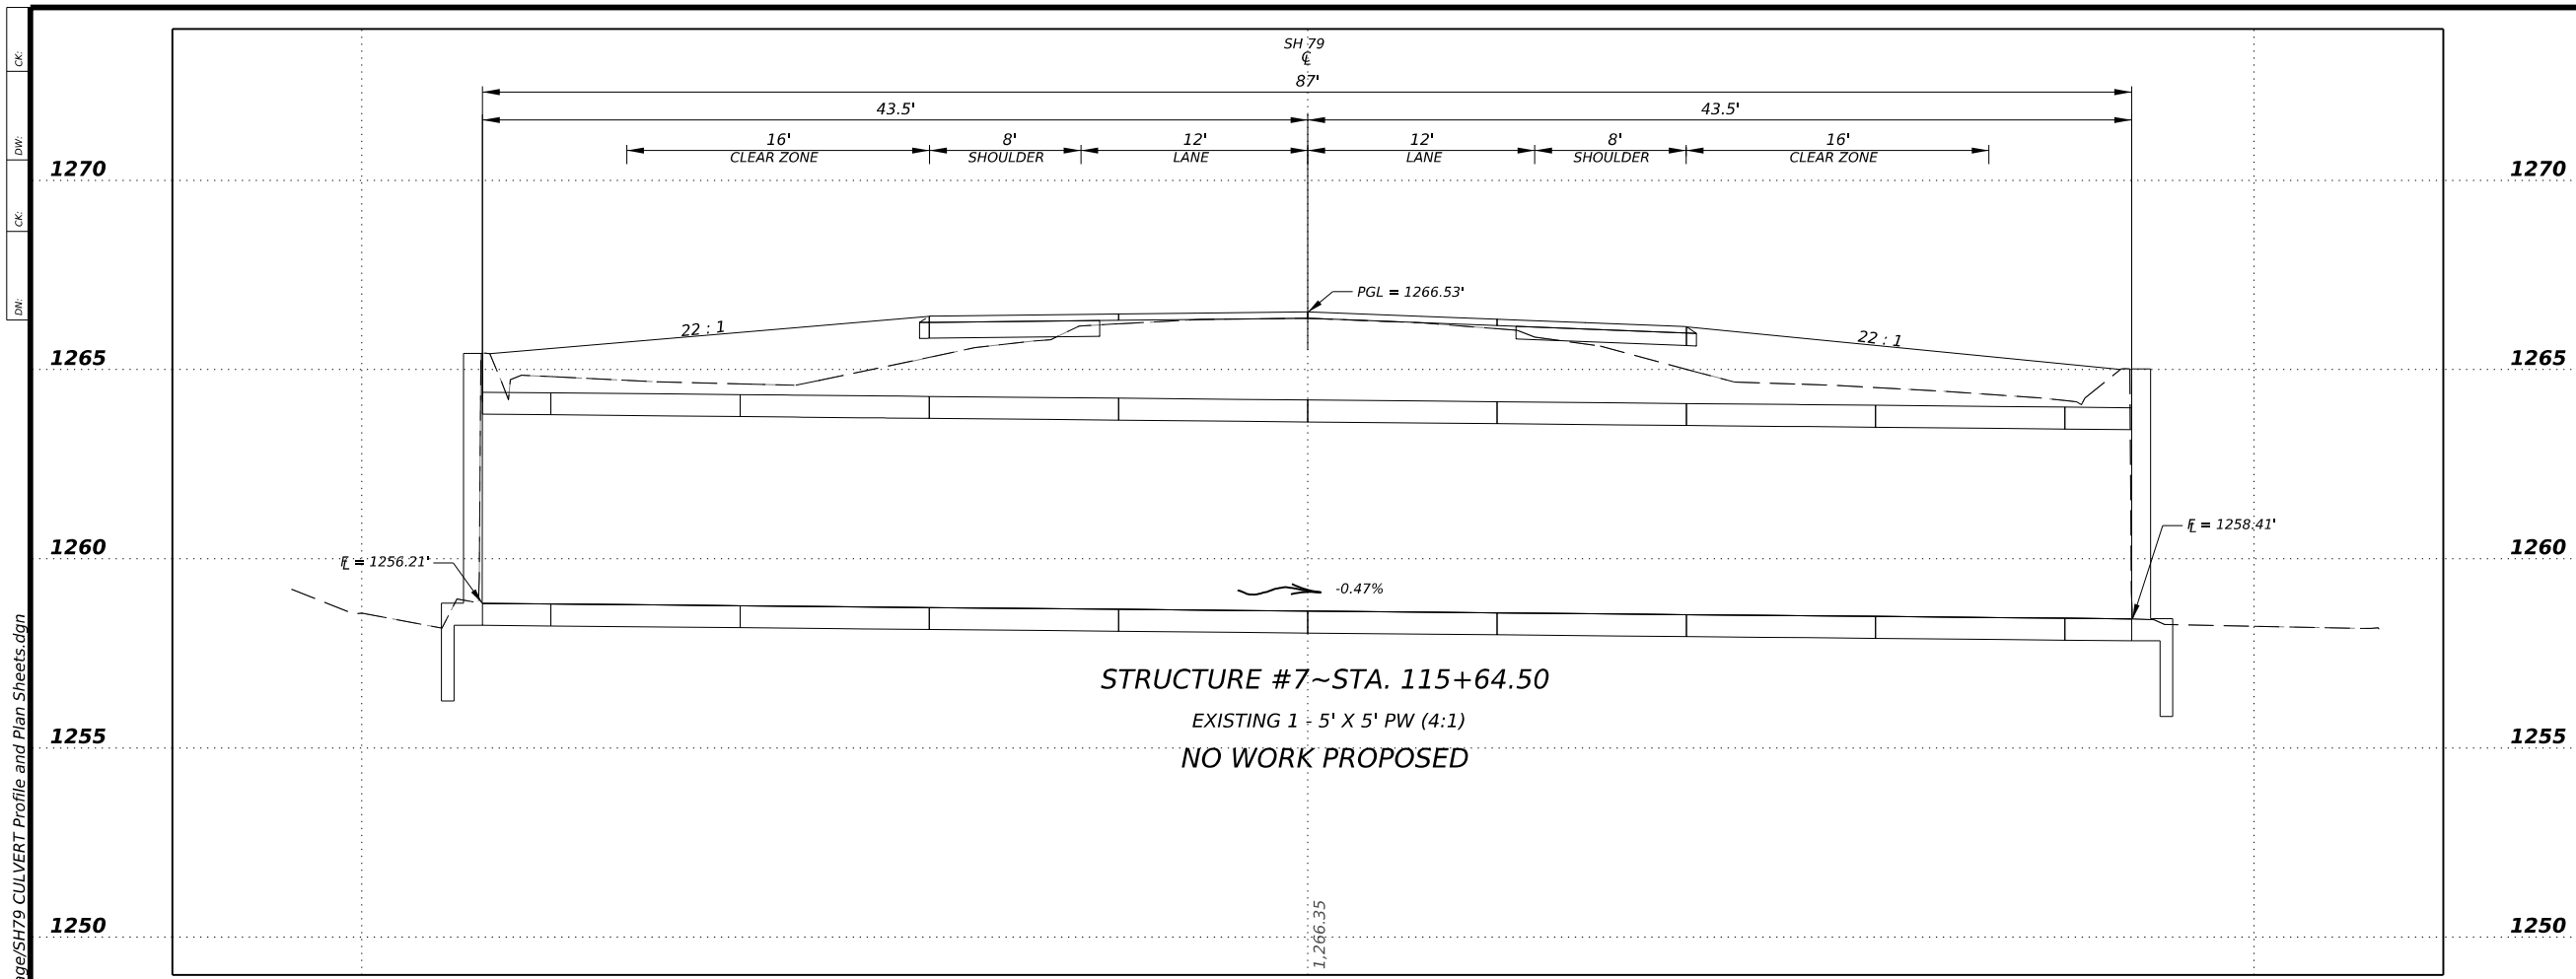 SH 79
℄
87'
43.5' 43.5'
16' 8' 12' 12' 8' 16'
CLEAR ZONE SHOULDER LANE LANE SHOULDER CLEAR ZONE
1270 1270
PGL = 1266.53'
22 : 1 22 : 1
1265 1265
FL = 1258.41'
1260 1260
FL = 1256.21'
-0.47%
STRUCTURE #7~STA. 115+64.50
EXISTING 1 - 5' X 5' PW (4:1)
1255 1255
NO WORK PROPOSED
1250 1250
1,266.35
CK:
DW:
CK:
DN:
ge/SH79 CULVERT Profile and Plan Sheets.dgn